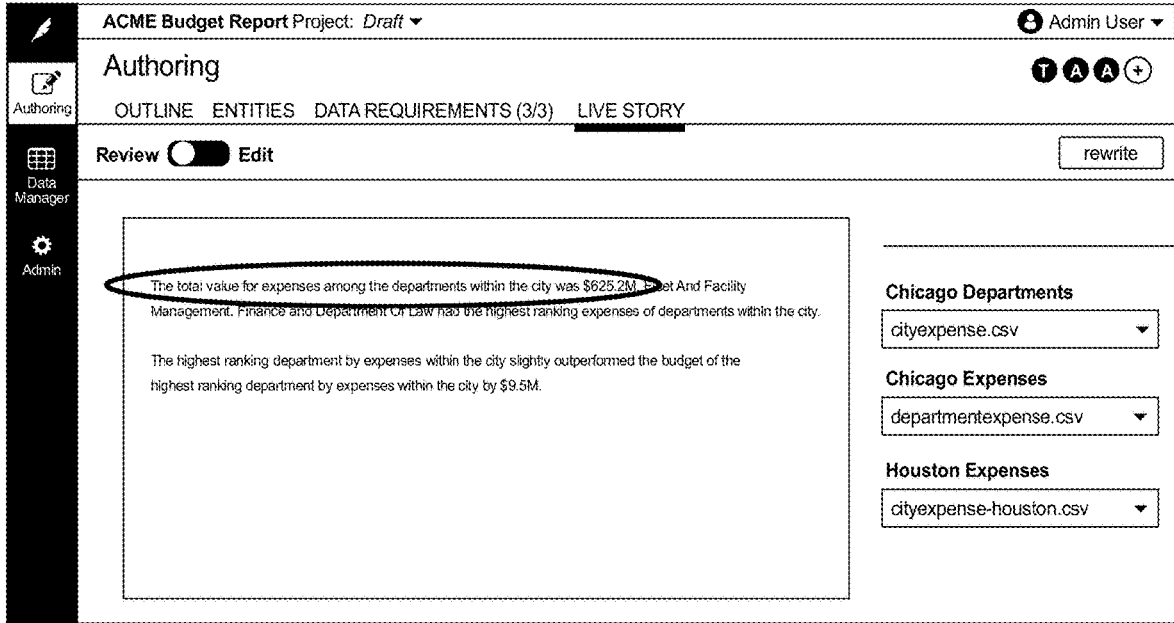 ACME Budget Report Project: Draft
Admin User
Authoring
T A A +
Authoring
OUTLINE ENTITIES DATA REQUIREMENTS (3/3) LIVE STORY
Review Edit
rewrite
Data
Manager
Admin
The total value for expenses among the departments within the city was $625.2M. Fleet And Facility
Management. Finance and Department Of Law had the highest ranking expenses of departments within the city.
The highest ranking department by expenses within the city slightly outperformed the budget of the
highest ranking department by expenses within the city by $9.5M.
Chicago Departments
cityexpense.csv
Chicago Expenses
departmentexpense.csv
Houston Expenses
cityexpense-houston.csv